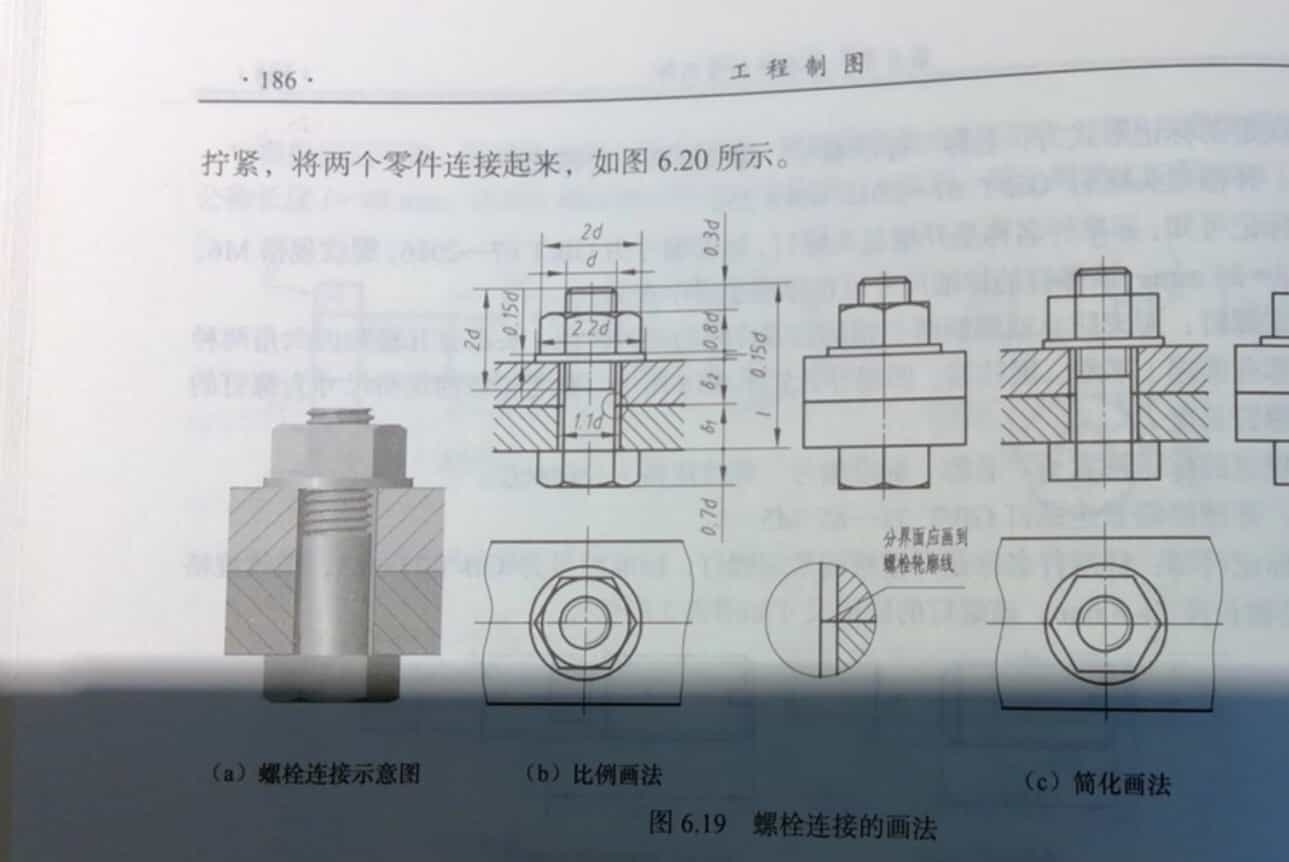 ·186·
工程制图
拧紧，将两个零件连接起来，如图 6.20 所示。
2d
d
0.3d
2d
0.15d
2.2d
0.8d
0.15d
δ₂
l
1.1d
δ₁
0.7d
分界面应画到
螺栓轮廓线
（a）螺栓连接示意图
（b）比例画法
（c）简化画法
图 6.19 螺栓连接的画法